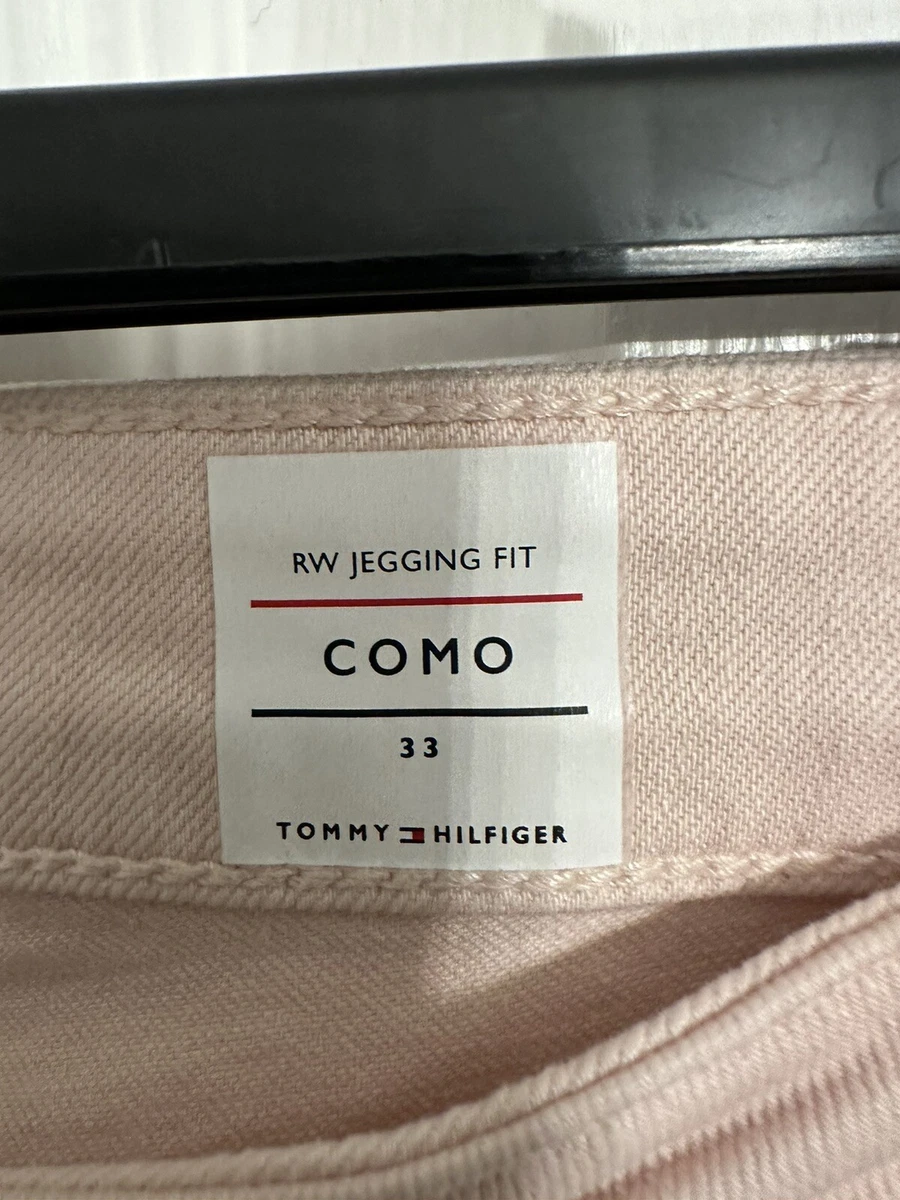 RW JEGGING FIT
COMO
33
TOMMY HILFIGER